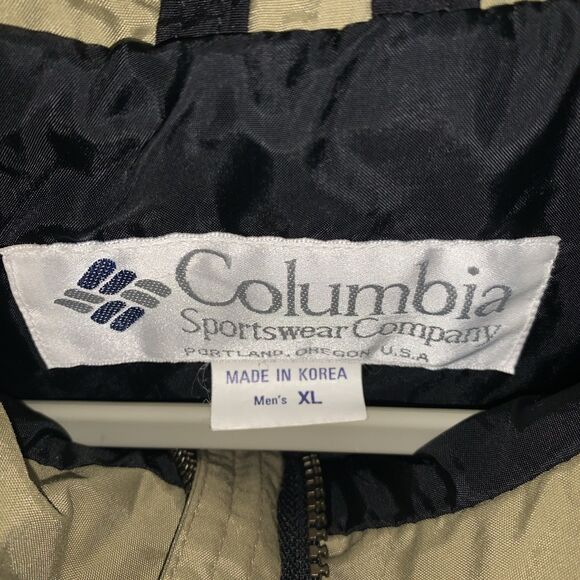 Columbia
Sportswear Company
PORTLAND, OREGON U.S.A
MADE IN KOREA
Men's XL